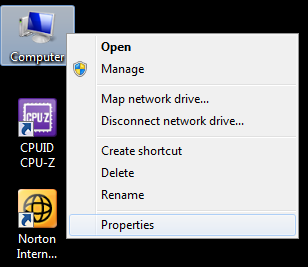 Computer
Open
Manage
Map network drive...
Disconnect network drive...
Create shortcut
Delete
Rename
Properties
CPU-Z
CPUID
CPU-Z
Norton
Intern...